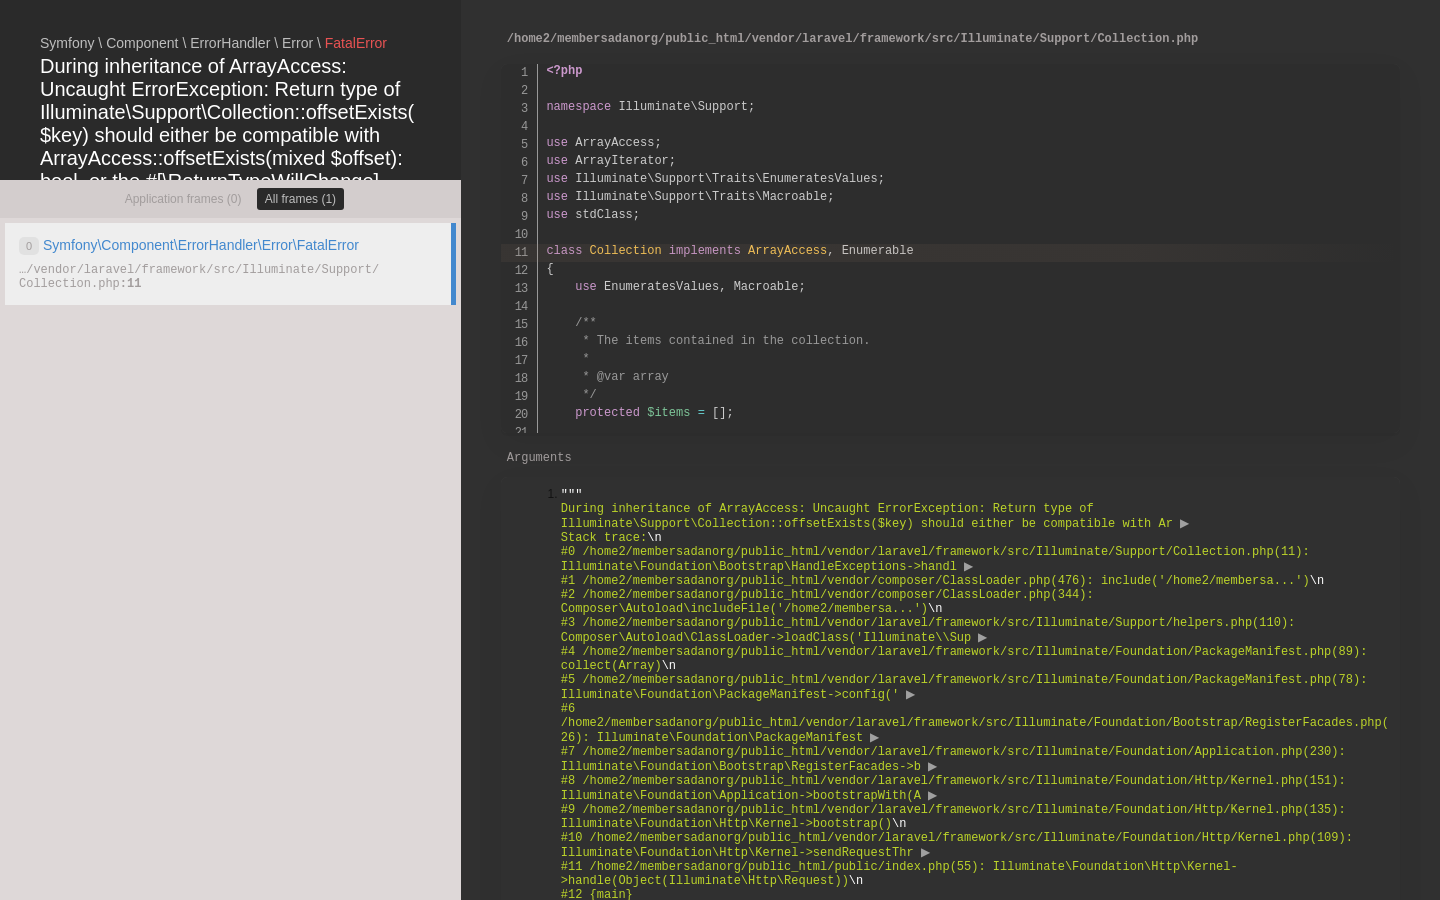 Symfony \ Component \ ErrorHandler \ Error \ FatalError
During inheritance of ArrayAccess:
Uncaught ErrorException: Return type of
Illuminate\Support\Collection::offsetExists(
$key) should either be compatible with
ArrayAccess::offsetExists(mixed $offset):
bool, or the #[\ReturnTypeWillChange]
Application frames (0)
All frames (1)
0 Symfony\Component\ErrorHandler\Error\FatalError
…/vendor/laravel/framework/src/Illuminate/Support/
Collection.php:11
/home2/membersadanorg/public_html/vendor/laravel/framework/src/Illuminate/Support/Collection.php
1 <?php
2
3 namespace Illuminate\Support;
4
5 use ArrayAccess;
6 use ArrayIterator;
7 use Illuminate\Support\Traits\EnumeratesValues;
8 use Illuminate\Support\Traits\Macroable;
9 use stdClass;
10
11 class Collection implements ArrayAccess, Enumerable
12 {
13     use EnumeratesValues, Macroable;
14
15     /**
16      * The items contained in the collection.
17      *
18      * @var array
19      */
20     protected $items = [];
21
Arguments
1. """
During inheritance of ArrayAccess: Uncaught ErrorException: Return type of
Illuminate\Support\Collection::offsetExists($key) should either be compatible with Ar ▶
Stack trace:\n
#0 /home2/membersadanorg/public_html/vendor/laravel/framework/src/Illuminate/Support/Collection.php(11):
Illuminate\Foundation\Bootstrap\HandleExceptions->handl ▶
#1 /home2/membersadanorg/public_html/vendor/composer/ClassLoader.php(476): include('/home2/membersa...')\n
#2 /home2/membersadanorg/public_html/vendor/composer/ClassLoader.php(344):
Composer\Autoload\includeFile('/home2/membersa...')\n
#3 /home2/membersadanorg/public_html/vendor/laravel/framework/src/Illuminate/Support/helpers.php(110):
Composer\Autoload\ClassLoader->loadClass('Illuminate\\Sup ▶
#4 /home2/membersadanorg/public_html/vendor/laravel/framework/src/Illuminate/Foundation/PackageManifest.php(89):
collect(Array)\n
#5 /home2/membersadanorg/public_html/vendor/laravel/framework/src/Illuminate/Foundation/PackageManifest.php(78):
Illuminate\Foundation\PackageManifest->config(' ▶
#6
/home2/membersadanorg/public_html/vendor/laravel/framework/src/Illuminate/Foundation/Bootstrap/RegisterFacades.php(
26): Illuminate\Foundation\PackageManifest ▶
#7 /home2/membersadanorg/public_html/vendor/laravel/framework/src/Illuminate/Foundation/Application.php(230):
Illuminate\Foundation\Bootstrap\RegisterFacades->b ▶
#8 /home2/membersadanorg/public_html/vendor/laravel/framework/src/Illuminate/Foundation/Http/Kernel.php(151):
Illuminate\Foundation\Application->bootstrapWith(A ▶
#9 /home2/membersadanorg/public_html/vendor/laravel/framework/src/Illuminate/Foundation/Http/Kernel.php(135):
Illuminate\Foundation\Http\Kernel->bootstrap()\n
#10 /home2/membersadanorg/public_html/vendor/laravel/framework/src/Illuminate/Foundation/Http/Kernel.php(109):
Illuminate\Foundation\Http\Kernel->sendRequestThr ▶
#11 /home2/membersadanorg/public_html/public/index.php(55): Illuminate\Foundation\Http\Kernel-
>handle(Object(Illuminate\Http\Request))\n
#12 {main}